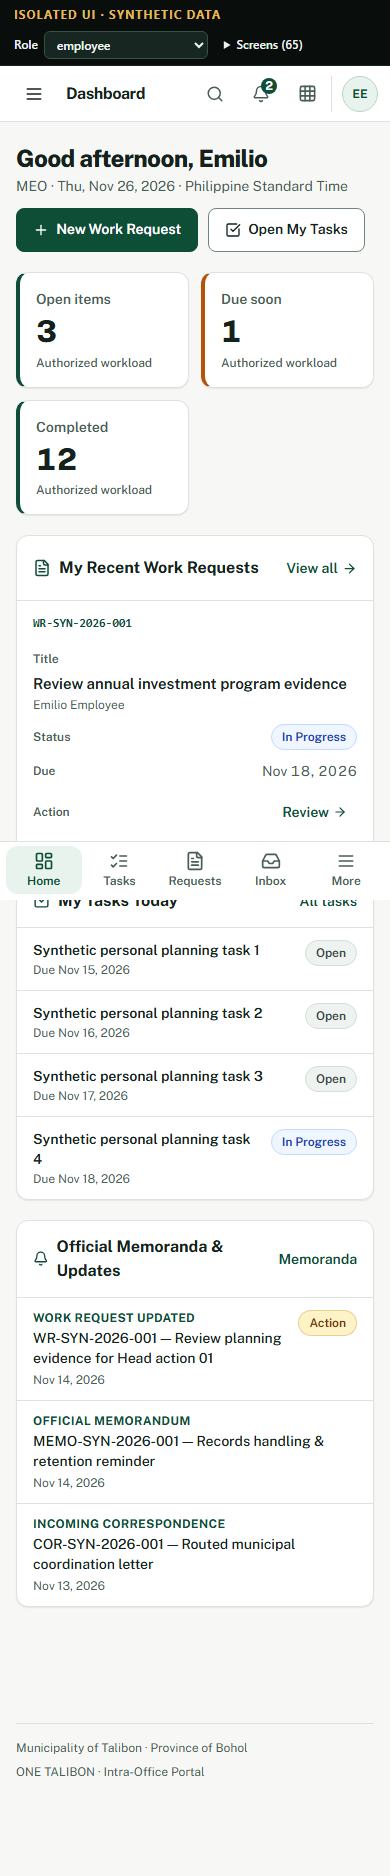 ISOLATED UI · SYNTHETIC DATA
Role employee Screens (65)
Dashboard 2 EE
Good afternoon, Emilio
MEO · Thu, Nov 26, 2026 · Philippine Standard Time
New Work Request Open My Tasks
Open items
3
Authorized workload
Due soon
1
Authorized workload
Completed
12
Authorized workload
My Recent Work Requests View all →
WR-SYN-2026-001
Title
Review annual investment program evidence
Emilio Employee
Status In Progress
Due Nov 18, 2026
Action Review →
Home Tasks Requests Inbox More
My Tasks Today All tasks
Synthetic personal planning task 1 Open
Due Nov 15, 2026
Synthetic personal planning task 2 Open
Due Nov 16, 2026
Synthetic personal planning task 3 Open
Due Nov 17, 2026
Synthetic personal planning task In Progress
4
Due Nov 18, 2026
Official Memoranda &
Updates
Memoranda
WORK REQUEST UPDATED Action
WR-SYN-2026-001 — Review planning
evidence for Head action 01
Nov 14, 2026
OFFICIAL MEMORANDUM
MEMO-SYN-2026-001 — Records handling &
retention reminder
Nov 14, 2026
INCOMING CORRESPONDENCE
COR-SYN-2026-001 — Routed municipal
coordination letter
Nov 13, 2026
Municipality of Talibon · Province of Bohol
ONE TALIBON · Intra-Office Portal